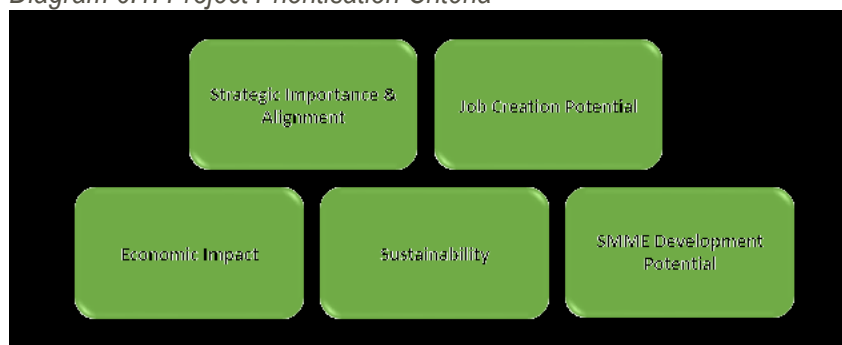 Project Prioritisation Criteria
Strategic Importance &
Alignment
Job Creation Potential
Economic Impact
Sustainability
SMME Development
Potential